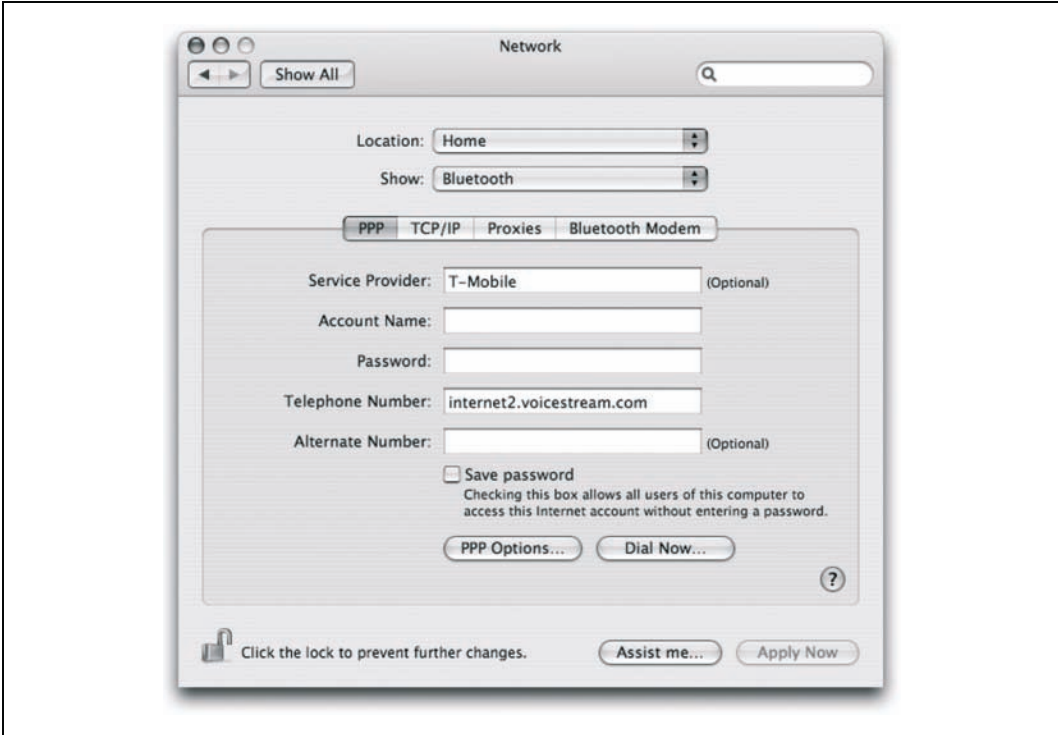 Network
Show All
Location: Home
Show: Bluetooth
PPP TCP/IP Proxies Bluetooth Modem
Service Provider: T-Mobile (Optional)
Account Name:
Password:
Telephone Number: internet2.voicestream.com
Alternate Number: (Optional)
Save password
Checking this box allows all users of this computer to
access this Internet account without entering a password.
PPP Options... Dial Now...
?
Click the lock to prevent further changes. Assist me... Apply Now